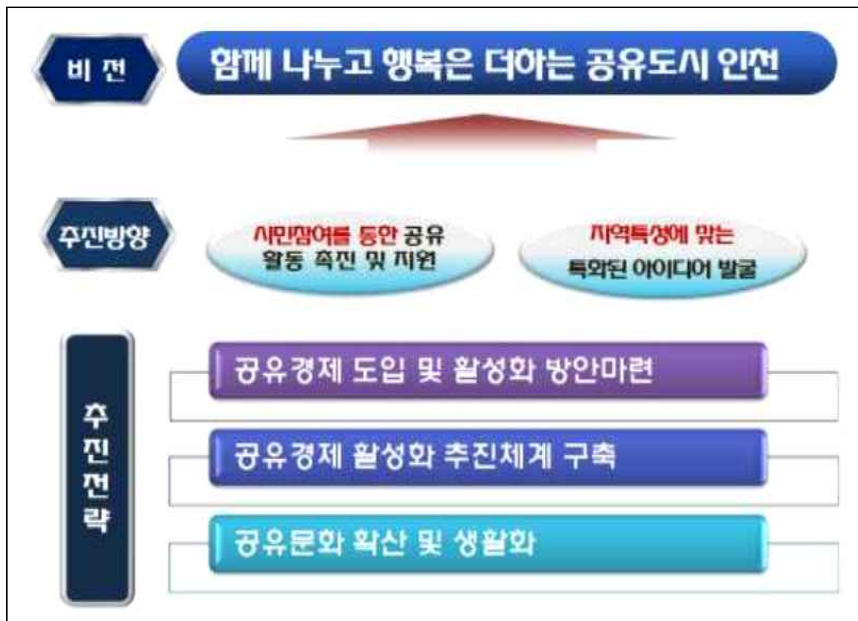 비 전
함께 나누고 행복은 더하는 공유도시 인천
추진방향
시민참여를 통한 공유
활동 촉진 및 지원
지역특성에 맞는
특화된 아이디어 발굴
추진전략
공유경제 도입 및 활성화 방안마련
공유경제 활성화 추진체계 구축
공유문화 확산 및 생활화